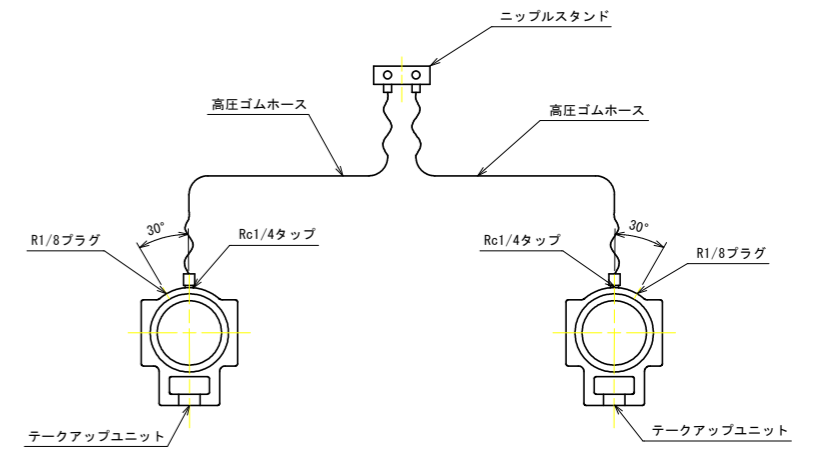 ニップルスタンド
高圧ゴムホース
高圧ゴムホース
30°
30°
R1/8プラグ
Rc1/4タップ
Rc1/4タップ
R1/8プラグ
テークアップユニット
テークアップユニット